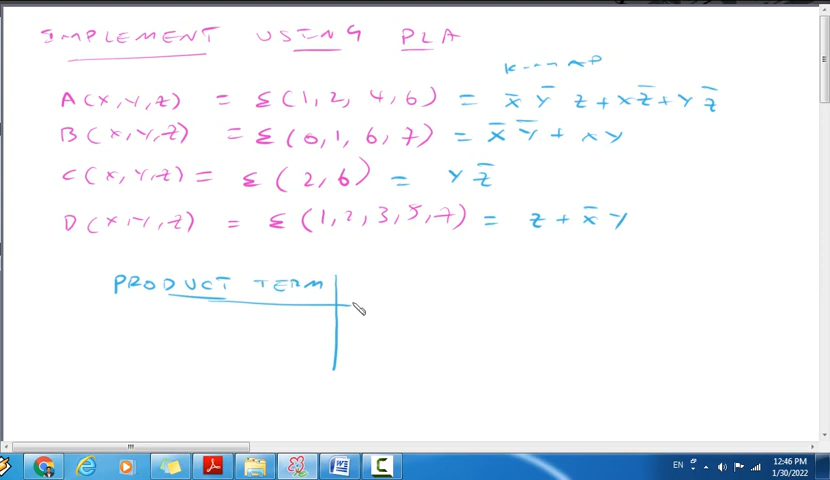 IMPLEMENT USING PLA
K-MAP
A(X,Y,Z) = Σ(1,2,4,6) = X̅ Y̅ Z + X Z̅ + Y Z̅
B(X,Y,Z) = Σ(0,1,6,7) = X̅ Y̅ + XY
C(X,Y,Z) = Σ(2,6) = Y Z̅
D(X,Y,Z) = Σ(1,2,3,5,7) = Z + X̅ Y
PRODUCT TERM
EN
12:46 PM
1/30/2022